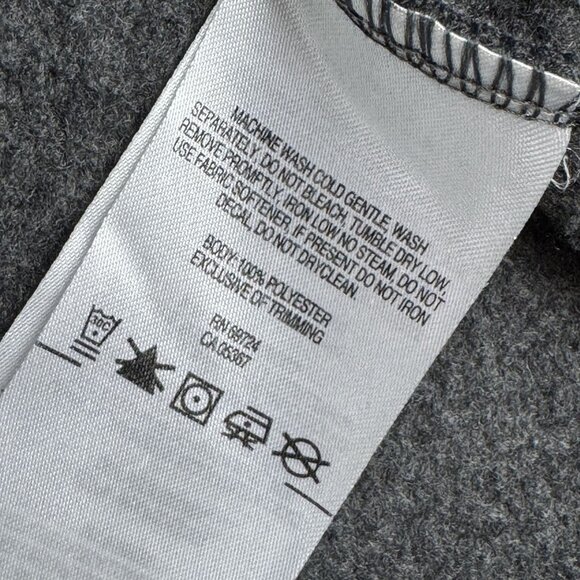 MACHINE WASH COLD GENTLE, WASH
SEPARATELY, DO NOT BLEACH, TUMBLE DRY LOW,
REMOVE PROMPTLY, IRON LOW NO STEAM, DO NOT
USE FABRIC SOFTENER, IF PRESENT DO NOT IRON
DECAL, DO NOT DRYCLEAN.
BODY- 100% POLYESTER
EXCLUSIVE OF TRIMMING
RN 69724
CA 05367
30C